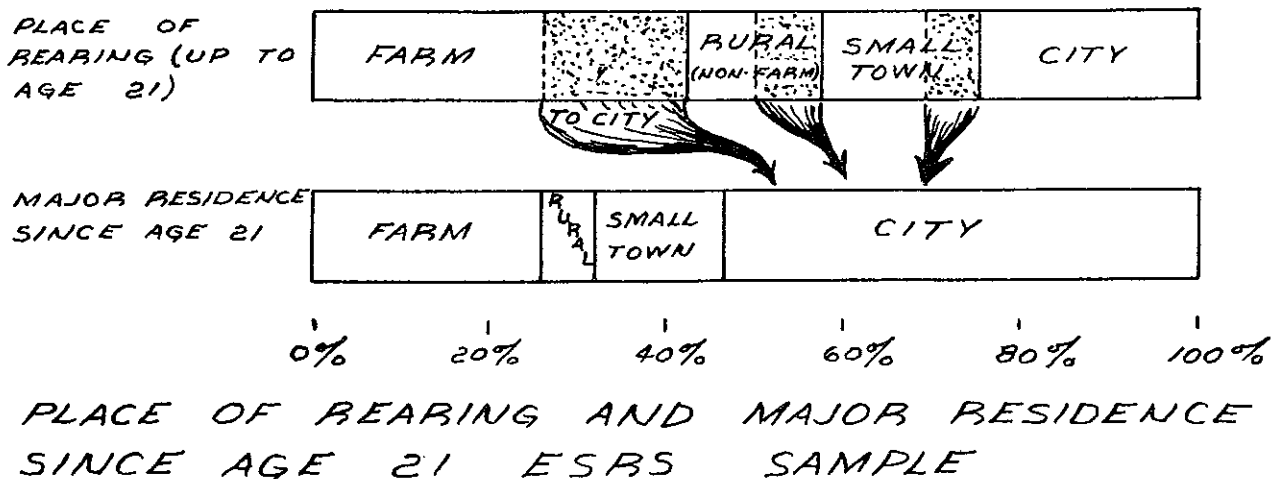 PLACE OF
REARING (UP TO
AGE 21)
FARM
RURAL
(NON-FARM)
SMALL
TOWN
CITY
TO CITY
MAJOR RESIDENCE
SINCE AGE 21
FARM
RURAL
SMALL
TOWN
CITY
0% 20% 40% 60% 80% 100%
PLACE OF REARING AND MAJOR RESIDENCE
SINCE AGE 21 ESRS SAMPLE